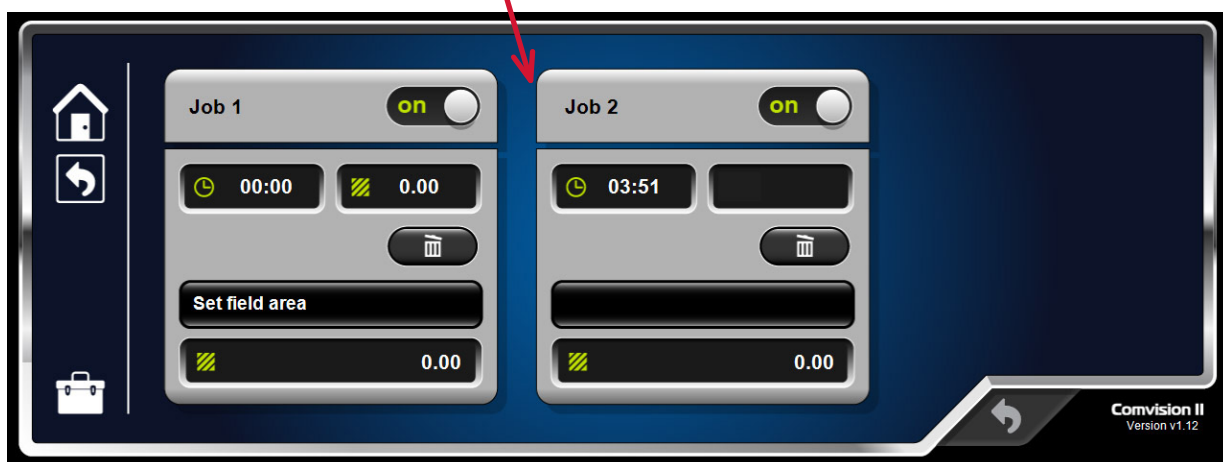 Job 1
on
00:00
0.00
Set field area
0.00
Job 2
on
03:51
0.00
Comvision II
Version v1.12